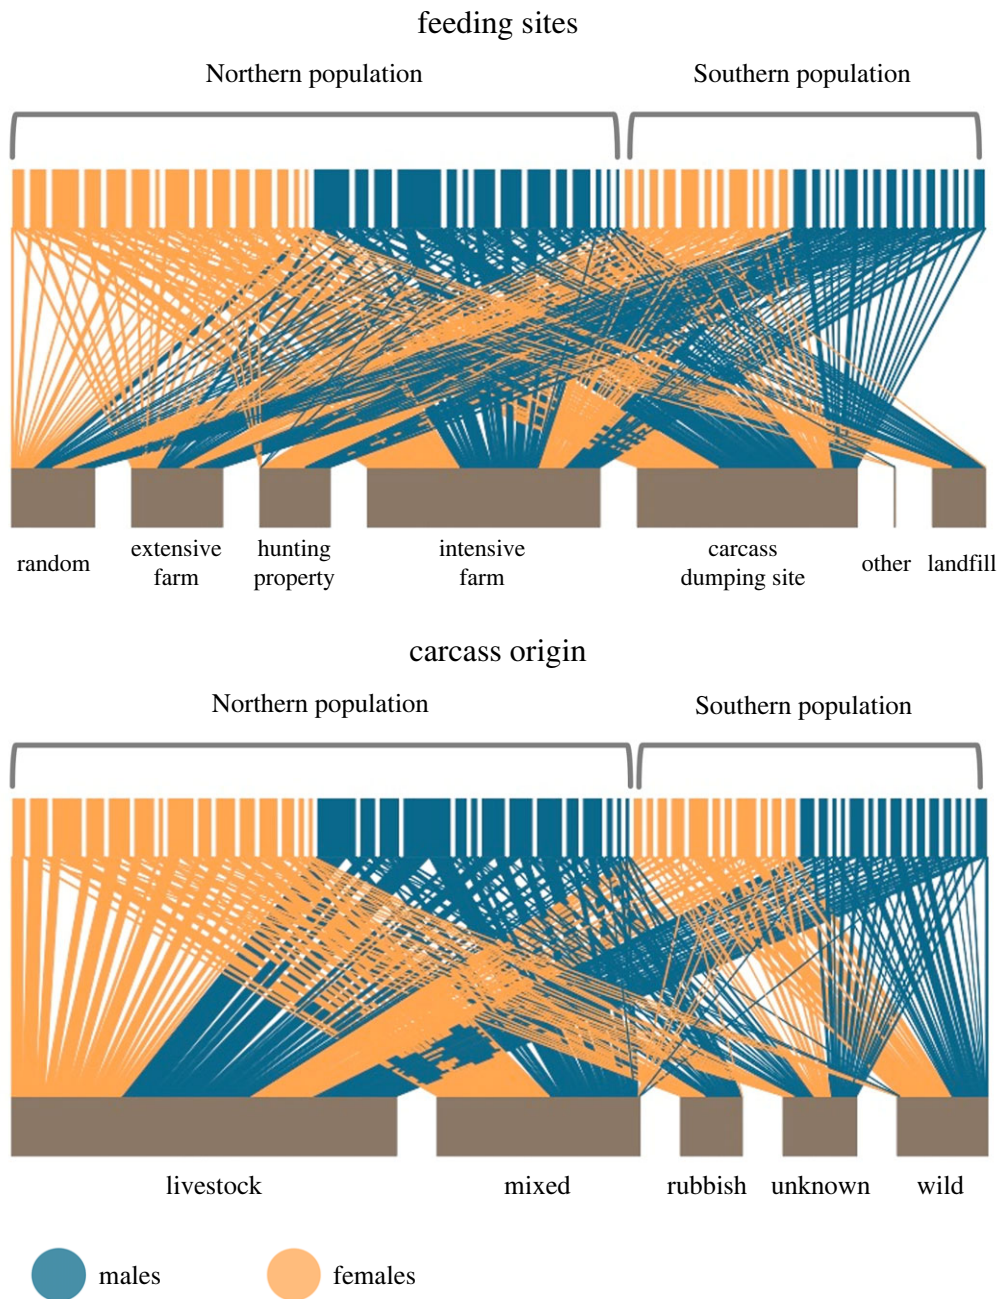 feeding sites
Northern population
Southern population
random
extensive
farm
hunting
property
intensive
farm
carcass
dumping site
other
landfill
carcass origin
Northern population
Southern population
livestock
mixed
rubbish
unknown
wild
males
females